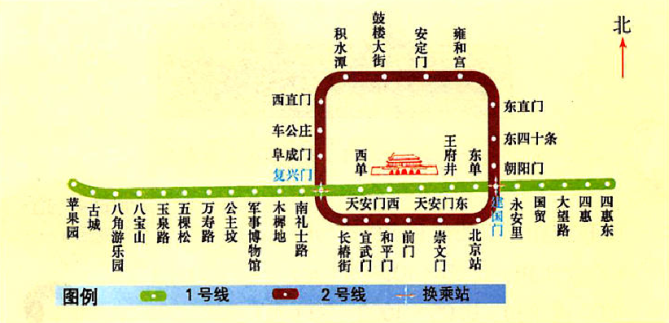 北
积水潭
鼓楼大街
安定门
雍和宫
西直门
车公庄
阜成门
复兴门
东直门
东四十条
朝阳门
建国门
西单
王府井
东单
天安门西
天安门东
苹果园
古城
八角游乐园
八宝山
玉泉路
五棵松
万寿路
公主坟
军事博物馆
木樨地
南礼士路
长椿街
宣武门
和平门
前门
崇文门
北京站
永安里
国贸
大望路
四惠
四惠东
图例 1号线 2号线 换乘站